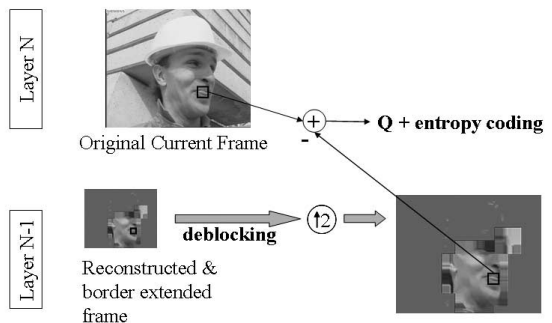 Layer N
Original Current Frame
+
-
Q + entropy coding
Layer N-1
deblocking
↑2
Reconstructed &
border extended
frame